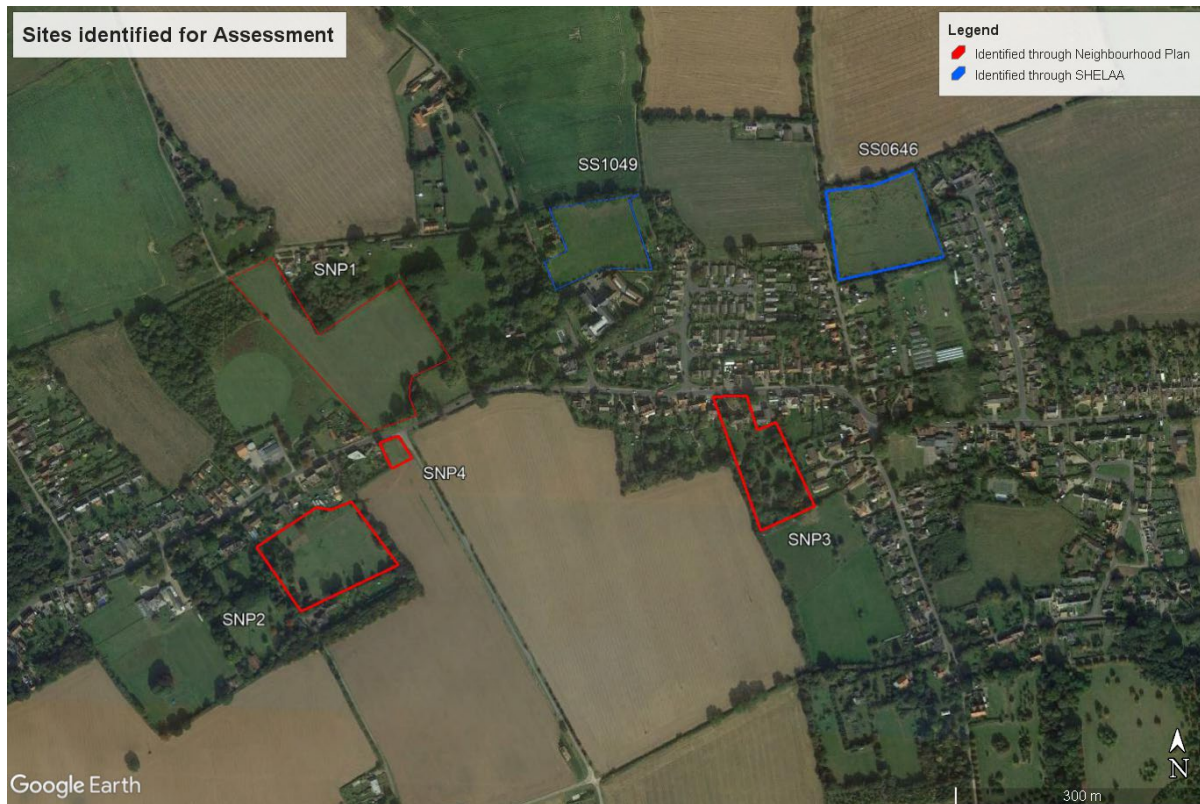 Sites identified for Assessment
Legend
Identified through Neighbourhood Plan
Identified through SHELAA
SS0646
SS1049
SNP1
SNP4
SNP3
SNP2
N
Google Earth
300 m